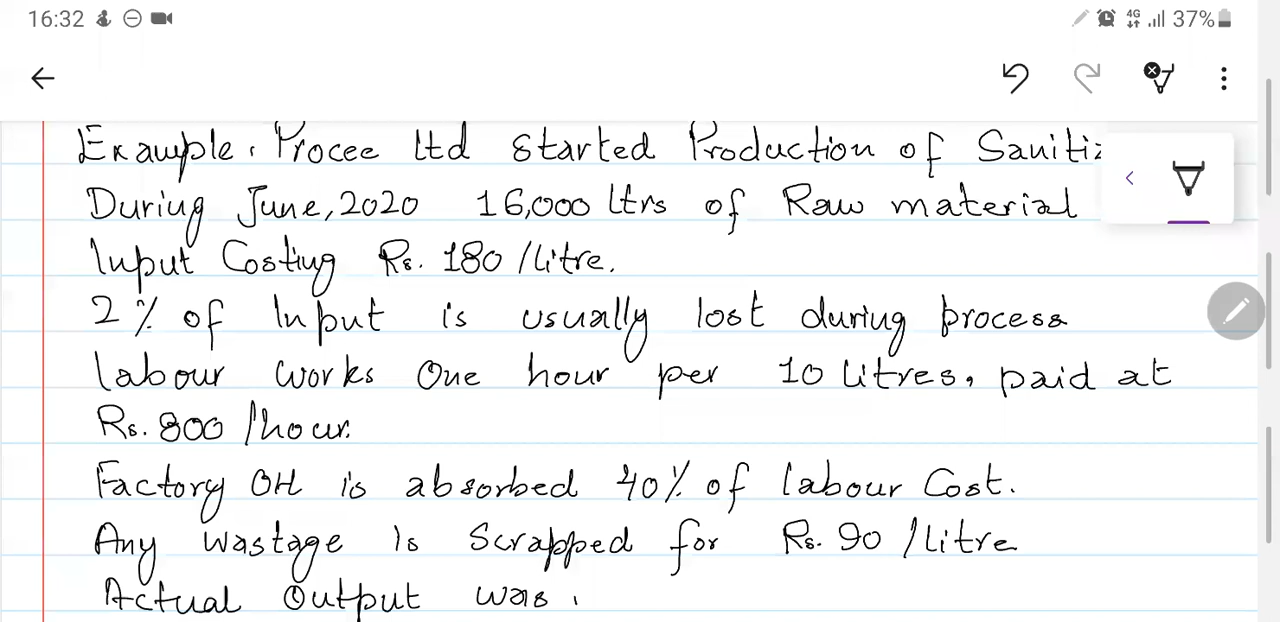 16:32 4G 37%
Example. Procee Ltd started Production of Sanitiz
During June, 2020 16,000 ltrs of Raw material
Input Costing Rs. 180 /litre.
2% of Input is usually lost during process
labour works One hour per 10 litres. paid at
Rs. 800 /hour.
Factory OH is absorbed 40% of labour Cost.
Any wastage is Scrapped for Rs. 90 /litre
Actual Output was